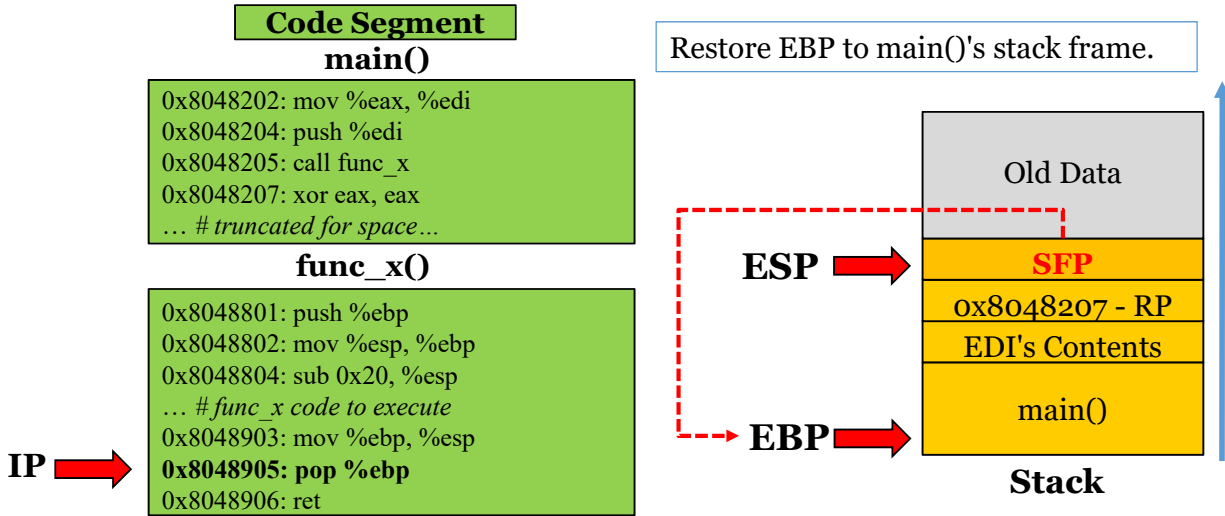 Code Segment
main()
0x8048202: mov %eax, %edi
0x8048204: push %edi
0x8048205: call func_x
0x8048207: xor eax, eax
… # truncated for space…
func_x()
0x8048801: push %ebp
0x8048802: mov %esp, %ebp
0x8048804: sub 0x20, %esp
… # func_x code to execute
0x8048903: mov %ebp, %esp
0x8048905: pop %ebp
0x8048906: ret
IP
Restore EBP to main()'s stack frame.
Old Data
ESP
SFP
0x8048207 - RP
EDI's Contents
main()
EBP
Stack